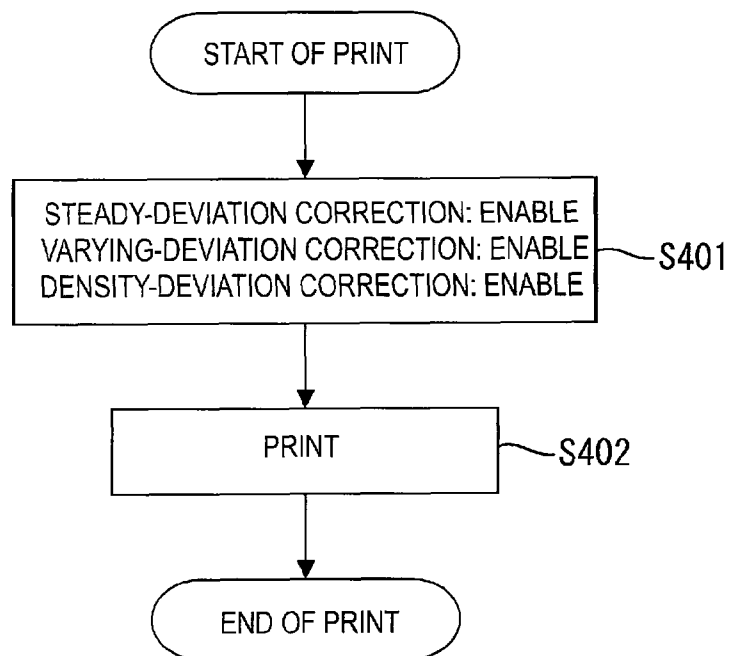 START OF PRINT
STEADY-DEVIATION CORRECTION: ENABLE
VARYING-DEVIATION CORRECTION: ENABLE
DENSITY-DEVIATION CORRECTION: ENABLE
S401
PRINT
S402
END OF PRINT